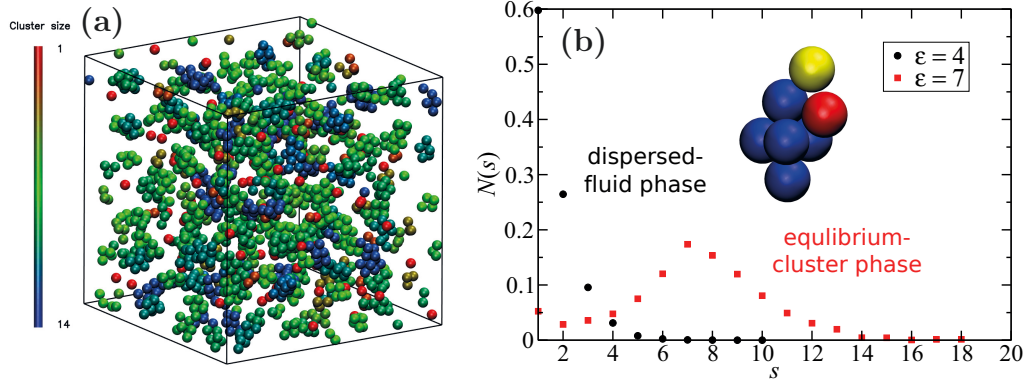 Cluster size
1
14
(a)
(b)
0.6
0.5
0.4
0.3
0.2
0.1
0
N(s)
2
4
6
8
10
12
14
16
18
20
s
ε = 4
ε = 7
dispersed-
fluid phase
equlibrium-
cluster phase